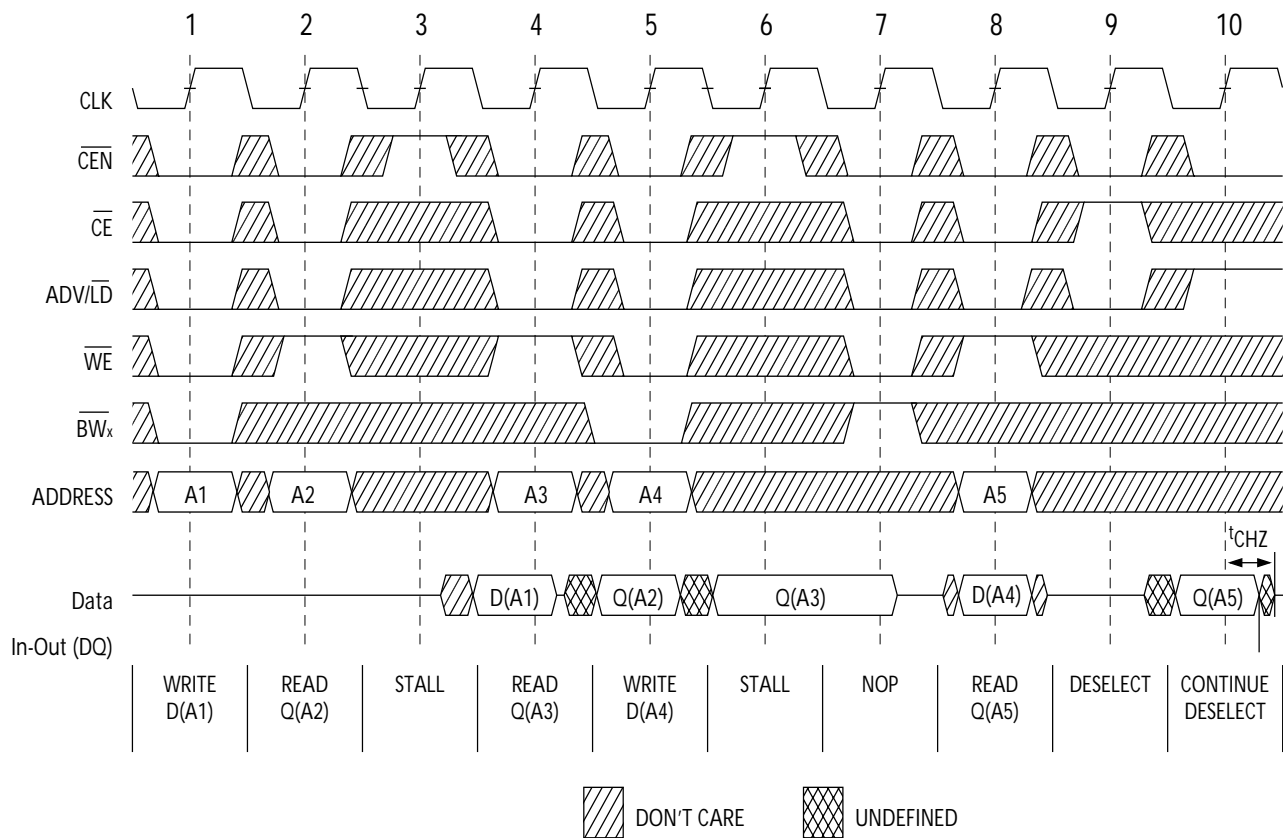 1 2 3 4 5 6 7 8 9 10
CLK
CEN
CE
ADV/LD
WE
BWx
ADDRESS A1 A2 A3 A4 A5
tCHZ
Data D(A1) Q(A2) Q(A3) D(A4) Q(A5)
In-Out (DQ)
WRITE READ STALL READ WRITE STALL NOP READ DESELECT CONTINUE
D(A1) Q(A2) Q(A3) D(A4) Q(A5) DESELECT
DON'T CARE UNDEFINED